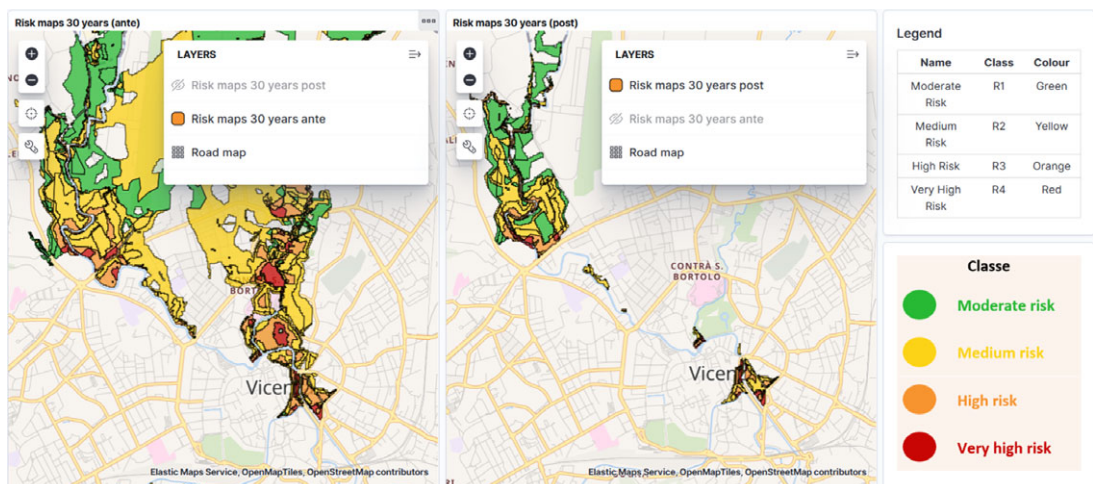 Risk maps 30 years (ante)
LAYERS
Risk maps 30 years post
Risk maps 30 years ante
Road map
BORT
Vicen
Elastic Maps Service, OpenMapTiles, OpenStreetMap contributors
Risk maps 30 years (post)
LAYERS
Risk maps 30 years post
Risk maps 30 years ante
Road map
CONTRÀ S.
BORTOLO
Vicen
Elastic Maps Service, OpenMapTiles, OpenStreetMap contributors
Legend
Name Class Colour
Moderate
Risk R1 Green
Medium
Risk R2 Yellow
High Risk R3 Orange
Very High
Risk R4 Red
Classe
Moderate risk
Medium risk
High risk
Very high risk